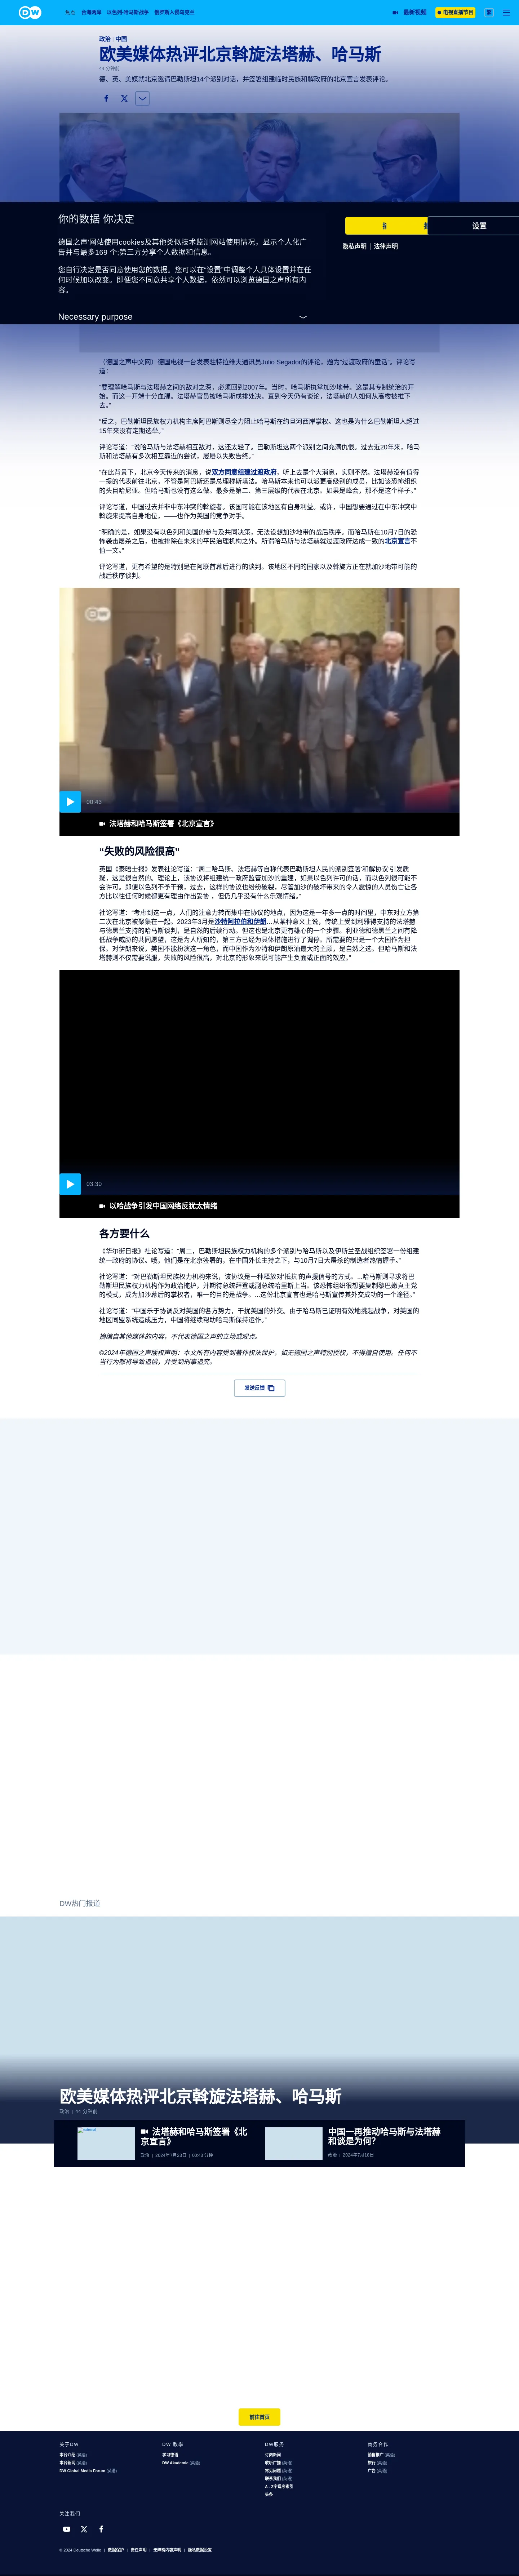 DW
焦点 台海两岸 以色列-哈马斯战争 俄罗斯入侵乌克兰 最新视频 电视直播节目 繁
政治 | 中国
欧美媒体热评北京斡旋法塔赫、哈马斯
44 分钟前
德、英、美媒就北京邀请巴勒斯坦14个派别对话，并签署组建临时民族和解政府的北京宣言发表评论。
你的数据 你决定
设置
隐私声明 | 法律声明
德国之声‘网站使用cookies及其他类似技术监测网站使用情况，显示个人化广
告并与最多169 个;第三方分享个人数据和信息。
您自行决定是否同意使用您的数据。您可以在“设置”中调整个人具体设置并在任
何时候加以改变。即便您不同意共享个人数据，依然可以浏览德国之声所有内
容。
Necessary purpose
（德国之声中文网）德国电视一台发表驻特拉维夫通讯员Julio Segador的评论，题为“过渡政府的童话”。评论写
道：
“要理解哈马斯与法塔赫之间的敌对之深，必须回到2007年。当时，哈马斯执掌加沙地带。这是其专制统治的开
始。而这一开端十分血腥。法塔赫官员被哈马斯成排处决。直到今天仍有谈论，法塔赫的人如何从高楼被推下
去。”
“反之，巴勒斯坦民族权力机构主席阿巴斯则尽全力阻止哈马斯在约旦河西岸掌权。这也是为什么巴勒斯坦人超过
15年来没有定期选举。”
评论写道：“说哈马斯与法塔赫相互敌对，这还太轻了。巴勒斯坦这两个派别之间充满仇恨。过去近20年来，哈马
斯和法塔赫有多次相互靠近的尝试，屡屡以失败告终。”
“在此背景下，北京今天传来的消息，说双方同意组建过渡政府，听上去是个大消息，实则不然。法塔赫没有值得
一提的代表前往北京，不管是阿巴斯还是总理穆斯塔法。哈马斯本来也可以派更高级别的成员，比如该恐怖组织
的头目哈尼亚。但哈马斯也没有这么做。最多是第二、第三层级的代表在北京。如果是峰会，那不是这个样子。”
评论写道，中国过去并非中东冲突的斡旋者。该国可能在该地区有自身利益。或许，中国想要通过在中东冲突中
斡旋来提高自身地位，——也作为美国的竞争对手。
“明确的是，如果没有以色列和美国的参与及共同决策，无法设想加沙地带的战后秩序。而哈马斯在10月7日的恐
怖袭击屠杀之后，也被排除在未来的平民治理机构之外。所谓哈马斯与法塔赫就过渡政府达成一致的北京宣言不
值一文。”
评论写道，更有希望的是特别是在阿联酋幕后进行的谈判。该地区不同的国家以及斡旋方正在就加沙地带可能的
战后秩序谈判。
DW
00:43
法塔赫和哈马斯签署《北京宣言》
“失败的风险很高”
英国《泰晤士报》发表社论写道：“周二哈马斯、法塔赫等自称代表巴勒斯坦人民的派别签署‘和解协议’引发质
疑，这是很自然的。理论上，该协议将组建统一政府监管加沙的重建，如果以色列容许的话，而以色列很可能不
会许可。即便以色列不予干预，过去，这样的协议也纷纷破裂，尽管加沙的破坏带来的令人震惊的人员伤亡让各
方比以往任何时候都更有理由作出妥协，但仍几乎没有什么乐观情绪。”
社论写道：“考虑到这一点，人们的注意力转而集中在协议的地点，因为这是一年多一点的时间里，中东对立方第
二次在北京被聚集在一起。2023年3月是沙特阿拉伯和伊朗…从某种意义上说，传统上受到利雅得支持的法塔赫
与德黑兰支持的哈马斯谈判，是自然的后续行动。但这也是北京更有雄心的一个步骤。利亚德和德黑兰之间有降
低战争威胁的共同愿望，这是为人所知的，第三方已经为具体措施进行了调停。所需要的只是一个大国作为担
保。对伊朗来说，美国不能扮演这一角色，而中国作为沙特和伊朗原油最大的主顾，是自然之选。但哈马斯和法
塔赫则不仅需要说服，失败的风险很高，对北京的形象来说可能产生负面或正面的效应。”
03:30
以哈战争引发中国网络反犹太情绪
各方要什么
《华尔街日报》社论写道：“周二，巴勒斯坦民族权力机构的多个派别与哈马斯以及伊斯兰圣战组织签署一份组建
统一政府的协议。哦，他们是在北京签署的，在中国外长主持之下，与10月7日大屠杀的制造者热情握手。”
社论写道：“对巴勒斯坦民族权力机构来说，该协议是一种释放对‘抵抗’的声援信号的方式。…哈马斯则寻求将巴
勒斯坦民族权力机构作为政治掩护，并期待总统阿巴斯退休或去世后主导新临时政府上当。该恐怖组织很想要复制黎巴嫩真主党
的模式，成为加沙幕后的掌权者，唯一的目的是战争。…这份北京宣言也是哈马斯宣传其外交成功的一个途径。”
社论写道：“中国乐于协调反对美国的各方势力，干扰美国的外交。由于哈马斯已证明有效地挑起战争，对美国的
地区同盟系统造成压力，中国将继续帮助哈马斯保持运作。”
摘编自其他媒体的内容，不代表德国之声的立场或观点。
©2024年德国之声版权声明：本文所有内容受到著作权法保护，如无德国之声特别授权，不得擅自使用。任何不
当行为都将导致追偿，并受到刑事追究。
发送反馈
DW热门报道
欧美媒体热评北京斡旋法塔赫、哈马斯
政治 | 44 分钟前
法塔赫和哈马斯签署《北
京宣言》
政治 | 2024年7月23日 | 00:43 分钟
中国一再推动哈马斯与法塔赫
和谈是为何?
政治 | 2024年7月18日
前往首页
关于DW
本台介绍 (英语)
本台新闻 (英语)
DW Global Media Forum (英语)
DW 教学
学习德语
DW Akademie (英语)
DW服务
订阅新闻
收听广播 (英语)
常见问题 (英语)
联系我们 (英语)
A - Z字母序索引
头条
商务合作
销售推广 (英语)
旅行 (英语)
广告 (英语)
关注我们
© 2024 Deutsche Welle | 数据保护 | 责任声明 | 无障碍内容声明 | 隐私数据设置